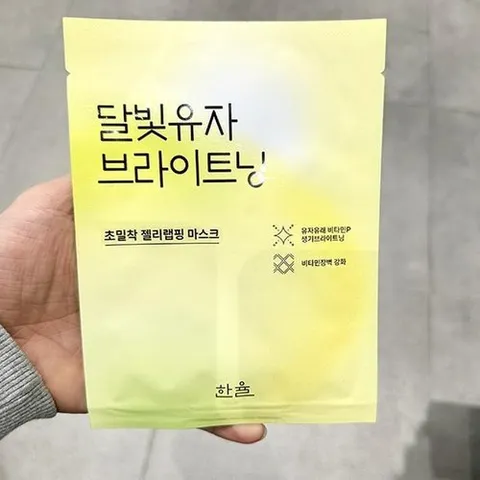 달빛유자
브라이트닝
초밀착 젤리랩핑 마스크
유자유래 비타민P
생기브라이트닝
비타민장벽 강화
한율